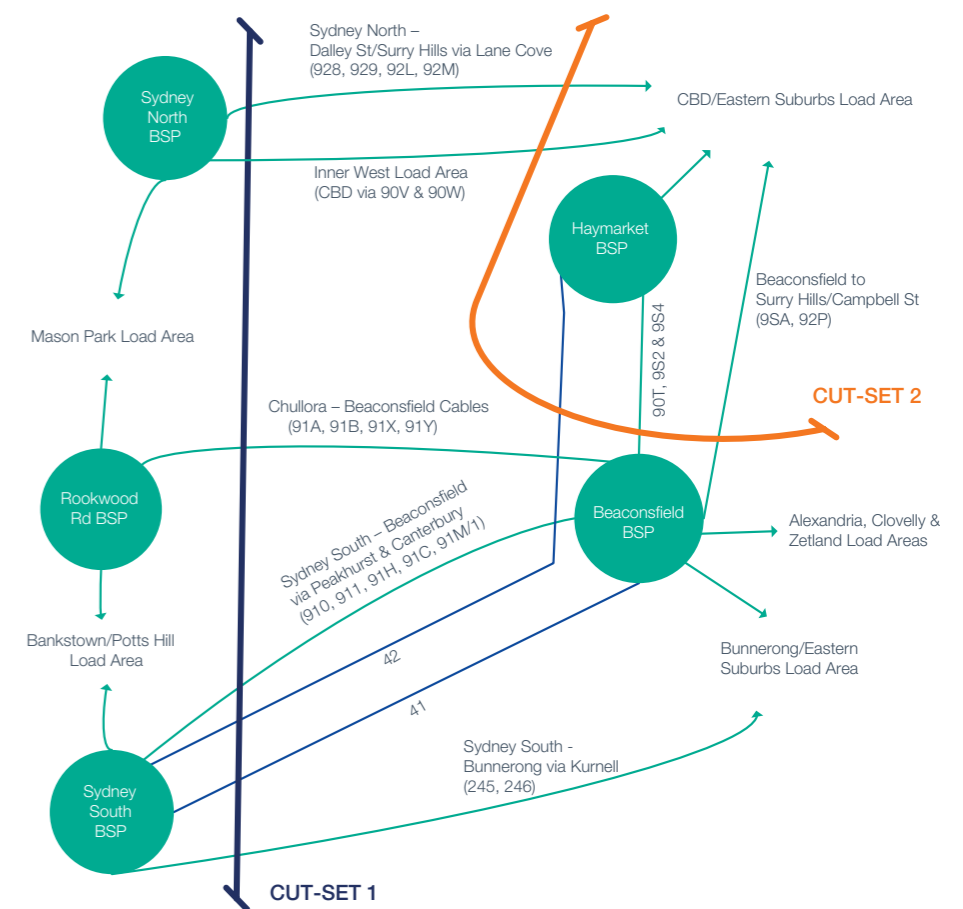 Sydney North –
Dalley St/Surry Hills via Lane Cove
(928, 929, 92L, 92M)
Sydney
North
BSP
CBD/Eastern Suburbs Load Area
Inner West Load Area
(CBD via 90V & 90W)
Haymarket
BSP
Beaconsfield to
Surry Hills/Campbell St
(9SA, 92P)
Mason Park Load Area
90T, 9S2 & 9S4
CUT-SET 2
Chullora – Beaconsfield Cables
(91A, 91B, 91X, 91Y)
Rookwood
Rd BSP
Beaconsfield
BSP
Alexandria, Clovelly &
Zetland Load Areas
Sydney South – Beaconsfield
via Peakhurst & Canterbury
(910, 911, 91H, 91C, 91M/1)
Bankstown/Potts Hill
Load Area
42
Bunnerong/Eastern
Suburbs Load Area
41
Sydney South -
Bunnerong via Kurnell
(245, 246)
Sydney
South
BSP
CUT-SET 1